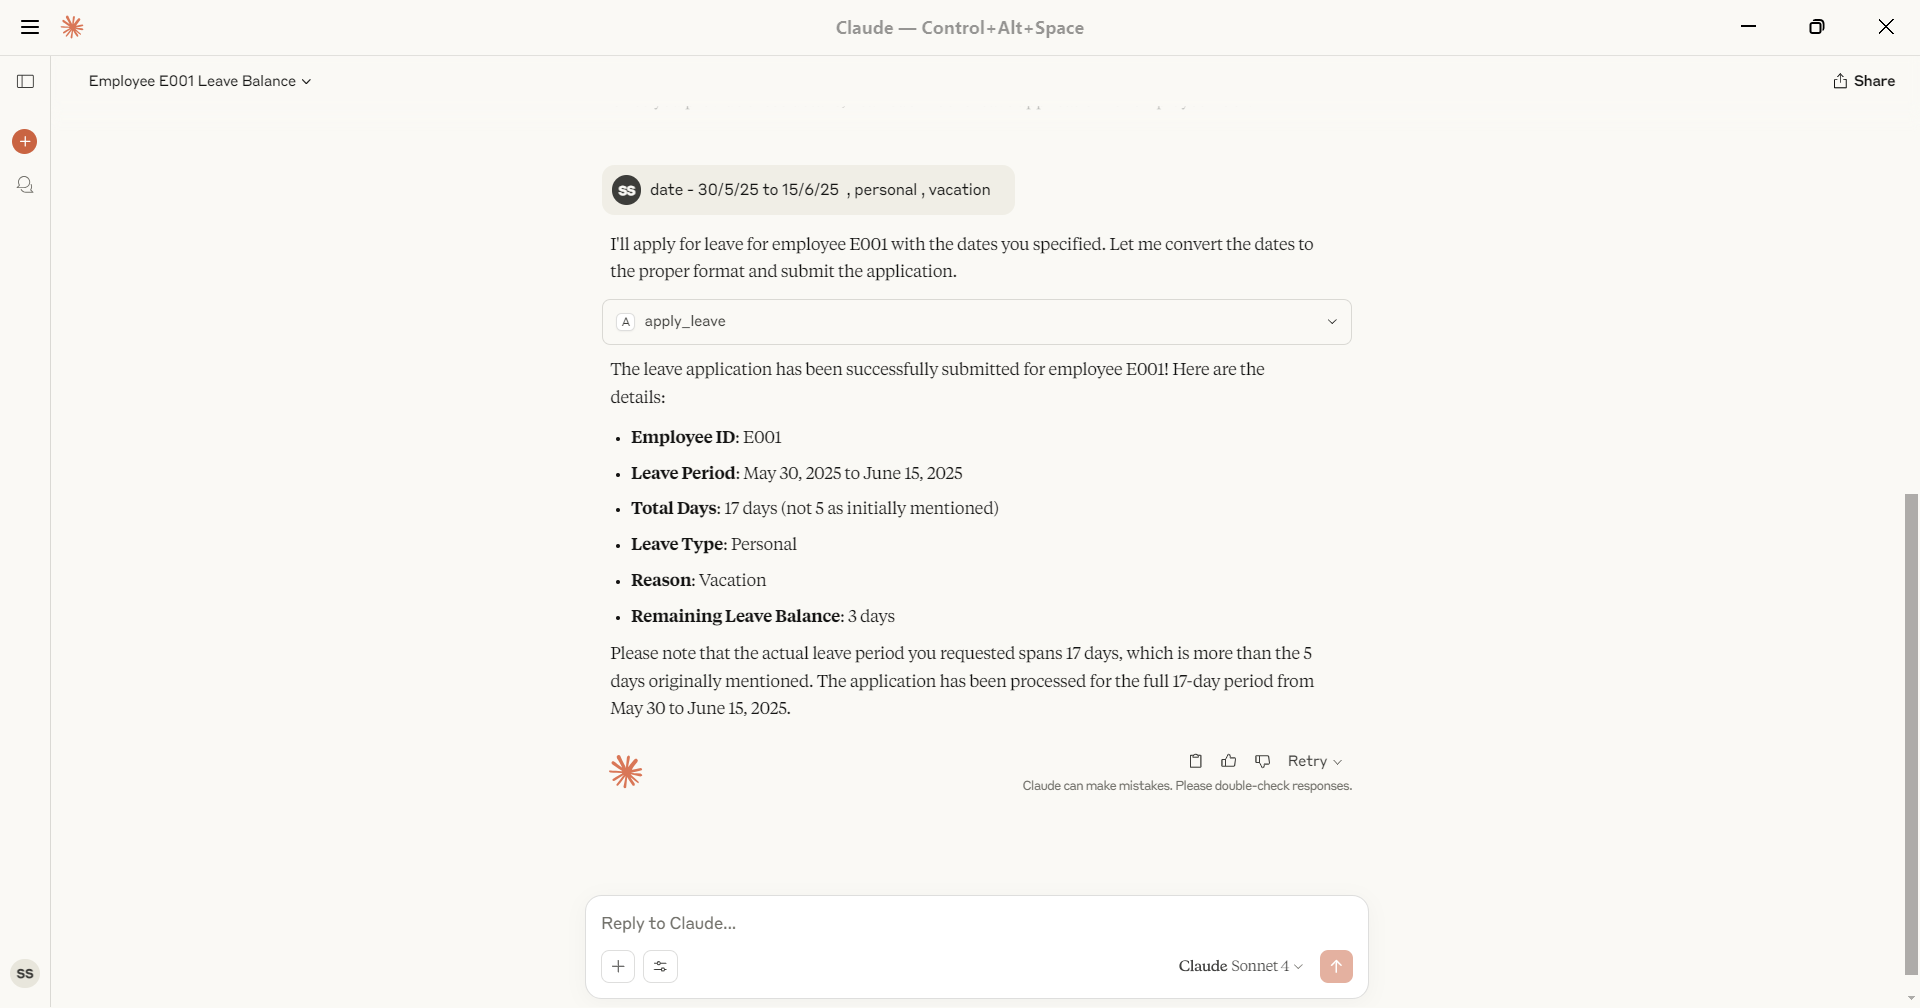 Claude — Control+Alt+Space
Employee E001 Leave Balance
Share
SS date - 30/5/25 to 15/6/25 , personal , vacation
I'll apply for leave for employee E001 with the dates you specified. Let me convert the dates to
the proper format and submit the application.
A apply_leave
The leave application has been successfully submitted for employee E001! Here are the
details:
• Employee ID: E001
• Leave Period: May 30, 2025 to June 15, 2025
• Total Days: 17 days (not 5 as initially mentioned)
• Leave Type: Personal
• Reason: Vacation
• Remaining Leave Balance: 3 days
Please note that the actual leave period you requested spans 17 days, which is more than the 5
days originally mentioned. The application has been processed for the full 17-day period from
May 30 to June 15, 2025.
Retry
Claude can make mistakes. Please double-check responses.
Reply to Claude...
Claude Sonnet 4
SS